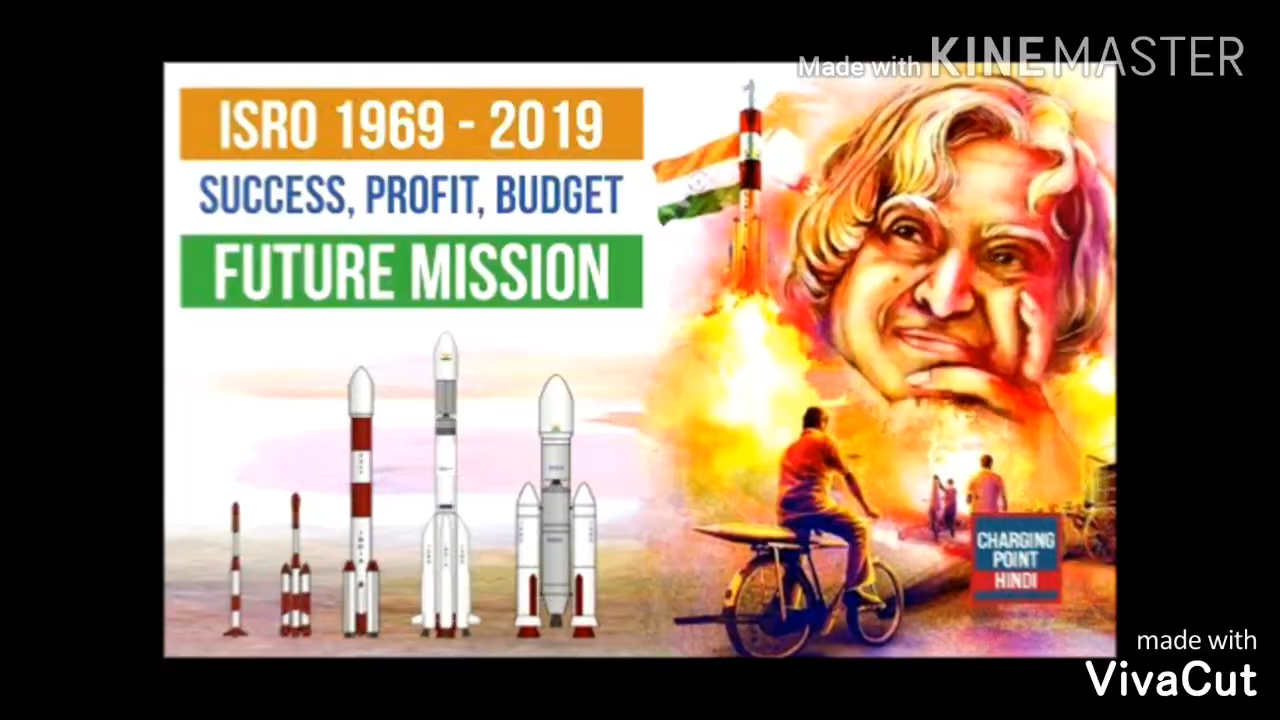 Made with KINEMASTER
ISRO 1969 - 2019
SUCCESS, PROFIT, BUDGET
FUTURE MISSION
CHARGING
POINT
HINDI
made with
VivaCut